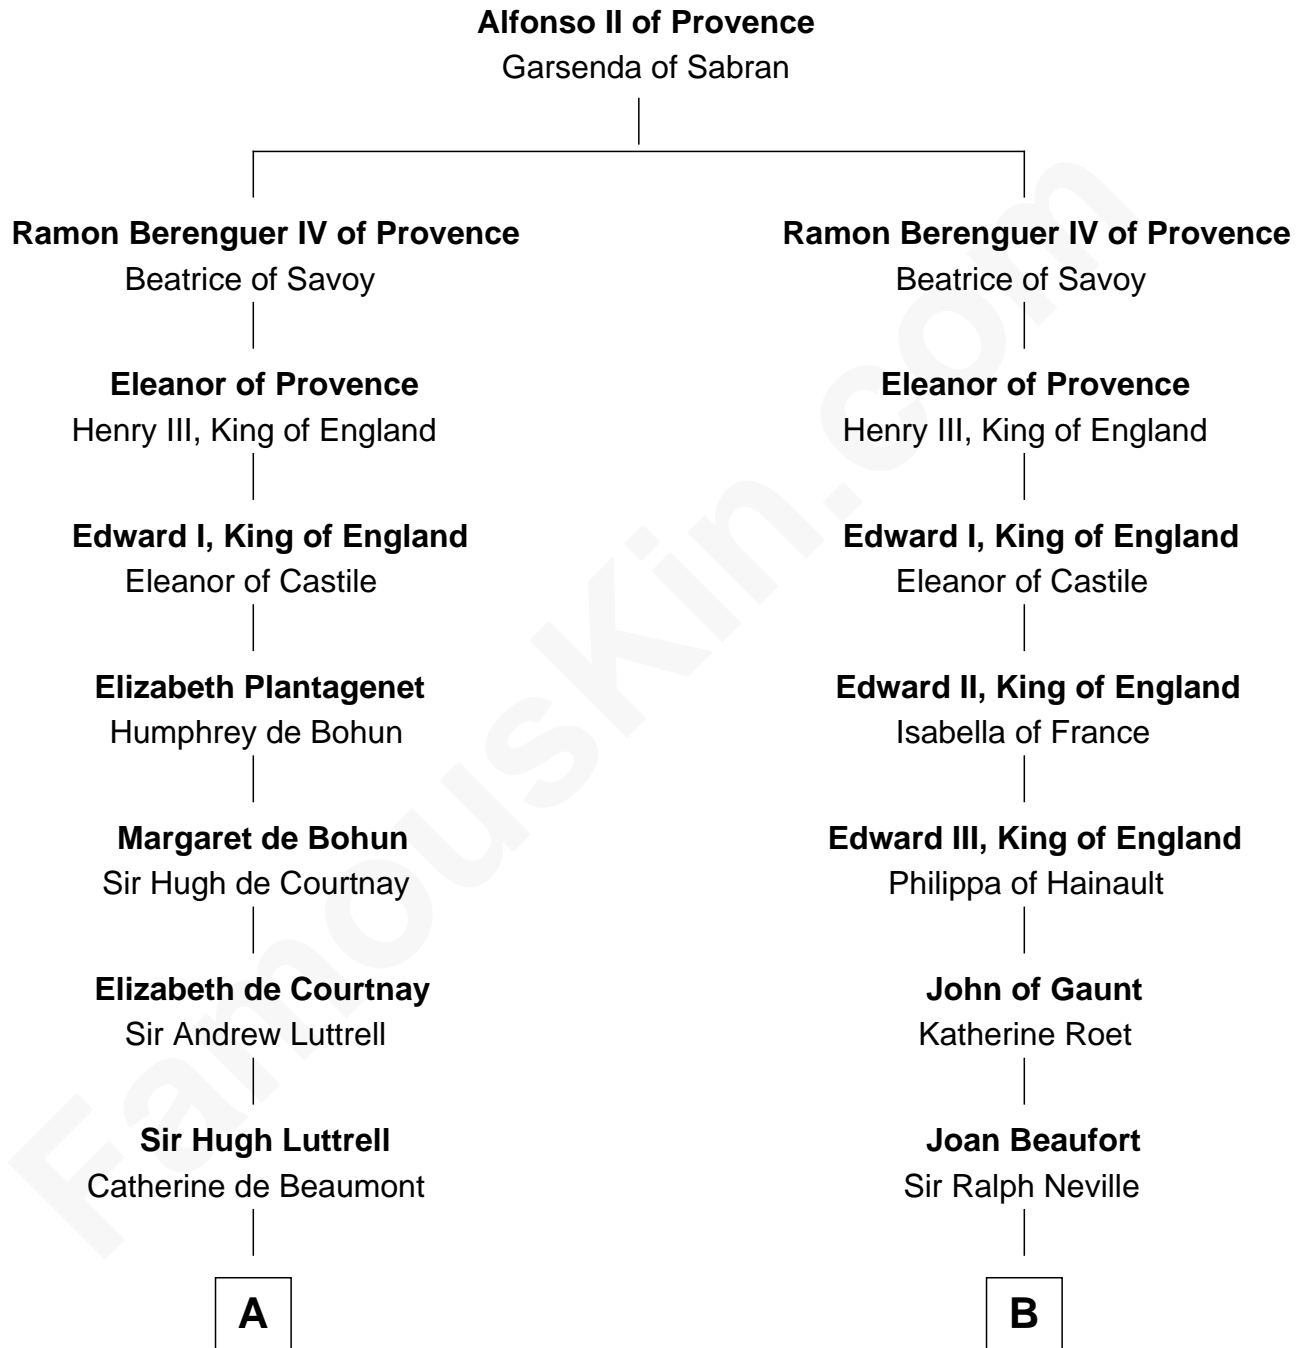 Alfonso II of Provence
Garsenda of Sabran
Ramon Berenguer IV of Provence
Beatrice of Savoy
Eleanor of Provence
Henry III, King of England
Edward I, King of England
Eleanor of Castile
Elizabeth Plantagenet
Humphrey de Bohun
Margaret de Bohun
Sir Hugh de Courtnay
Elizabeth de Courtnay
Sir Andrew Luttrell
Sir Hugh Luttrell
Catherine de Beaumont
A
Ramon Berenguer IV of Provence
Beatrice of Savoy
Eleanor of Provence
Henry III, King of England
Edward I, King of England
Eleanor of Castile
Edward II, King of England
Isabella of France
Edward III, King of England
Philippa of Hainault
John of Gaunt
Katherine Roet
Joan Beaufort
Sir Ralph Neville
B
FamousKin.com